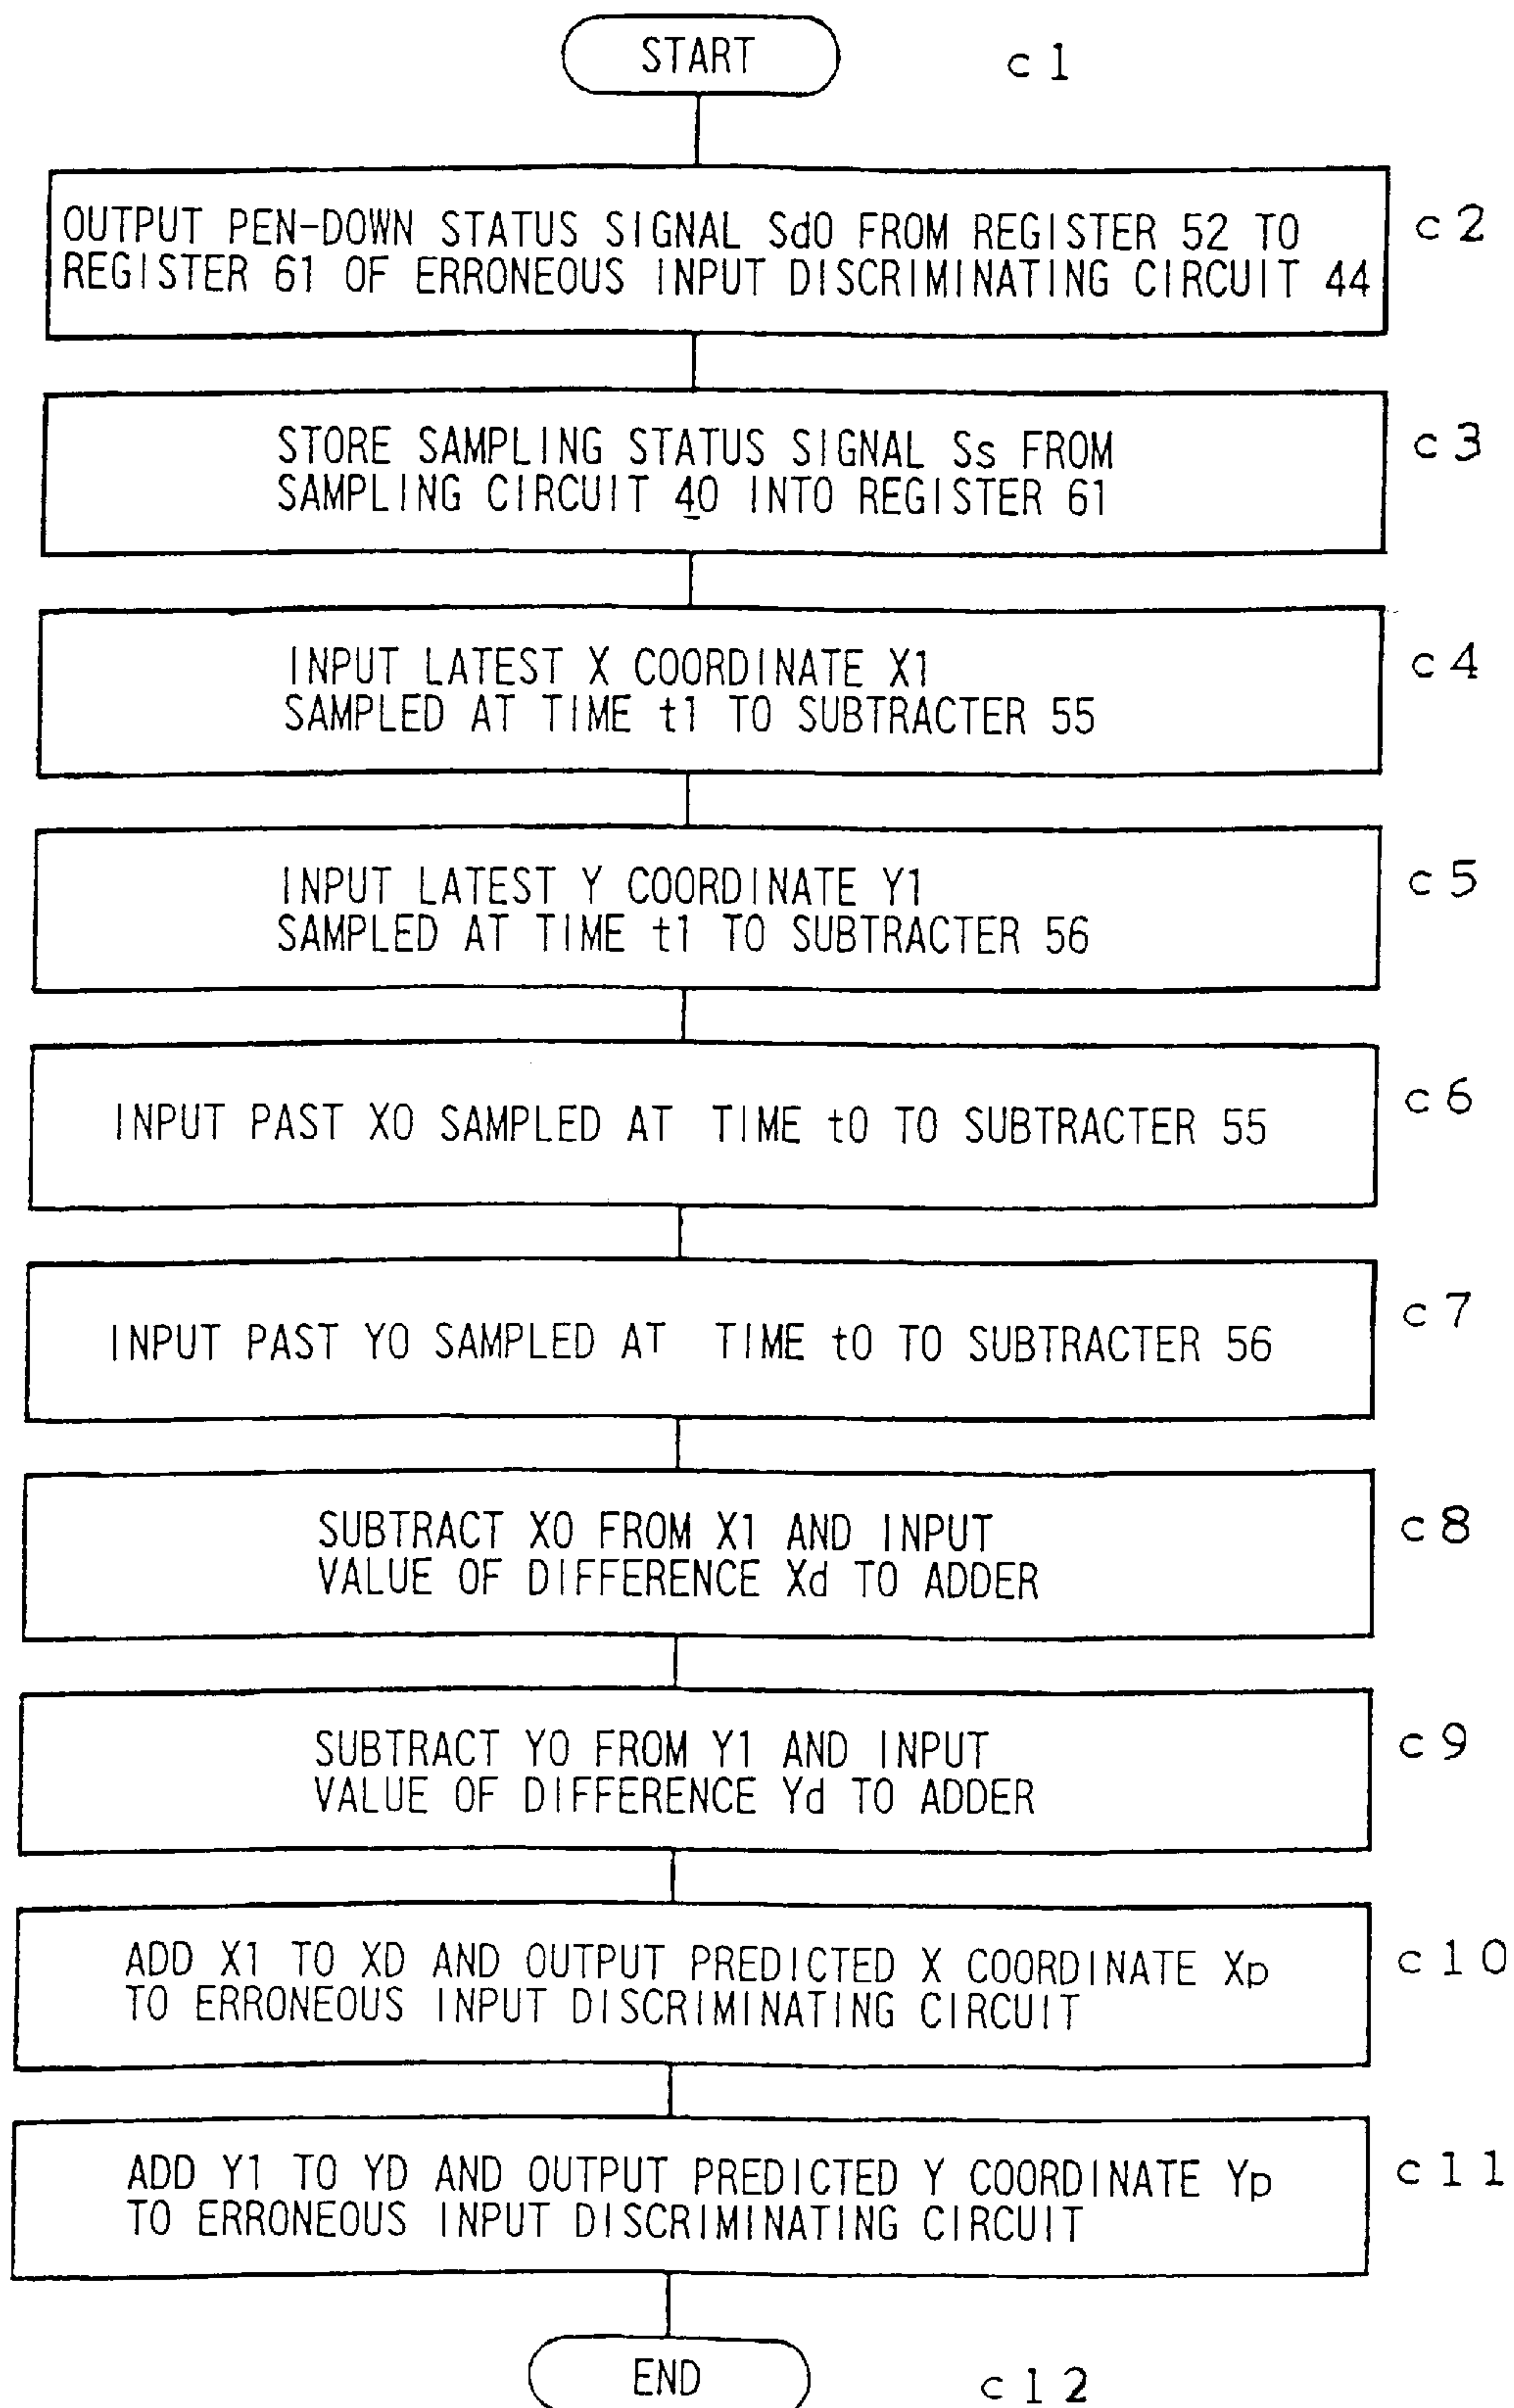 START c1
OUTPUT PEN-DOWN STATUS SIGNAL Sd0 FROM REGISTER 52 TO c2
REGISTER 61 OF ERRONEOUS INPUT DISCRIMINATING CIRCUIT 44
STORE SAMPLING STATUS SIGNAL Ss FROM c3
SAMPLING CIRCUIT 40 INTO REGISTER 61
INPUT LATEST X COORDINATE X1 c4
SAMPLED AT TIME t1 TO SUBTRACTER 55
INPUT LATEST Y COORDINATE Y1 c5
SAMPLED AT TIME t1 TO SUBTRACTER 56
INPUT PAST X0 SAMPLED AT TIME t0 TO SUBTRACTER 55 c6
INPUT PAST Y0 SAMPLED AT TIME t0 TO SUBTRACTER 56 c7
SUBTRACT X0 FROM X1 AND INPUT c8
VALUE OF DIFFERENCE Xd TO ADDER
SUBTRACT Y0 FROM Y1 AND INPUT c9
VALUE OF DIFFERENCE Yd TO ADDER
ADD X1 TO XD AND OUTPUT PREDICTED X COORDINATE Xp c10
TO ERRONEOUS INPUT DISCRIMINATING CIRCUIT
ADD Y1 TO YD AND OUTPUT PREDICTED Y COORDINATE Yp c11
TO ERRONEOUS INPUT DISCRIMINATING CIRCUIT
END c12